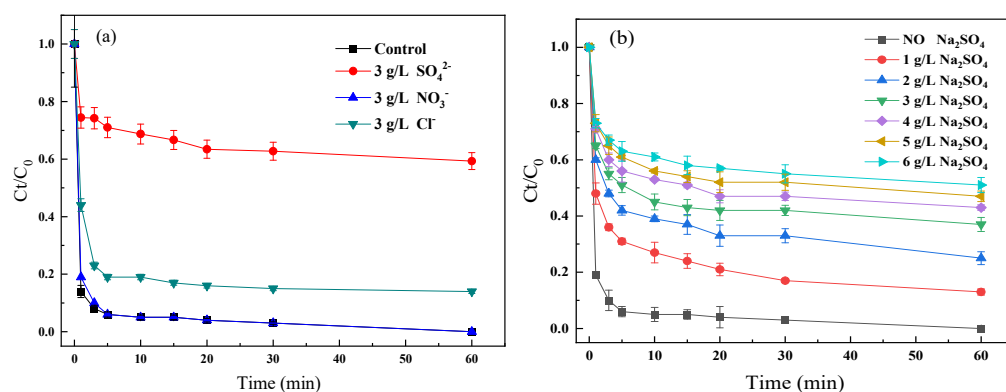 (a)
Control
3 g/L SO₄²⁻
3 g/L NO₃⁻
3 g/L Cl⁻
Ct/C₀
1.0
0.8
0.6
0.4
0.2
0.0
0 10 20 30 40 50 60
Time (min)
(b)
NO Na₂SO₄
1 g/L Na₂SO₄
2 g/L Na₂SO₄
3 g/L Na₂SO₄
4 g/L Na₂SO₄
5 g/L Na₂SO₄
6 g/L Na₂SO₄
Ct/C₀
1.0
0.8
0.6
0.4
0.2
0.0
0 10 20 30 40 50 60
Time (min)